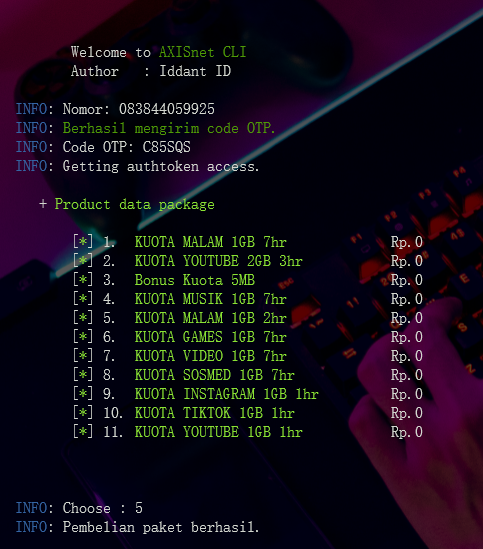 Welcome to AXISnet CLI
Author : Iddant ID
INFO: Nomor: 083844059925
INFO: Berhasil mengirim code OTP.
INFO: Code OTP: C85SQS
INFO: Getting authtoken access.
+ Product data package
[*] 1. KUOTA MALAM 1GB 7hr Rp.0
[*] 2. KUOTA YOUTUBE 2GB 3hr Rp.0
[*] 3. Bonus Kuota 5MB Rp.0
[*] 4. KUOTA MUSIK 1GB 7hr Rp.0
[*] 5. KUOTA MALAM 1GB 2hr Rp.0
[*] 6. KUOTA GAMES 1GB 7hr Rp.0
[*] 7. KUOTA VIDEO 1GB 7hr Rp.0
[*] 8. KUOTA SOSMED 1GB 7hr Rp.0
[*] 9. KUOTA INSTAGRAM 1GB 1hr Rp.0
[*] 10. KUOTA TIKTOK 1GB 1hr Rp.0
[*] 11. KUOTA YOUTUBE 1GB 1hr Rp.0
INFO: Choose : 5
INFO: Pembelian paket berhasil.